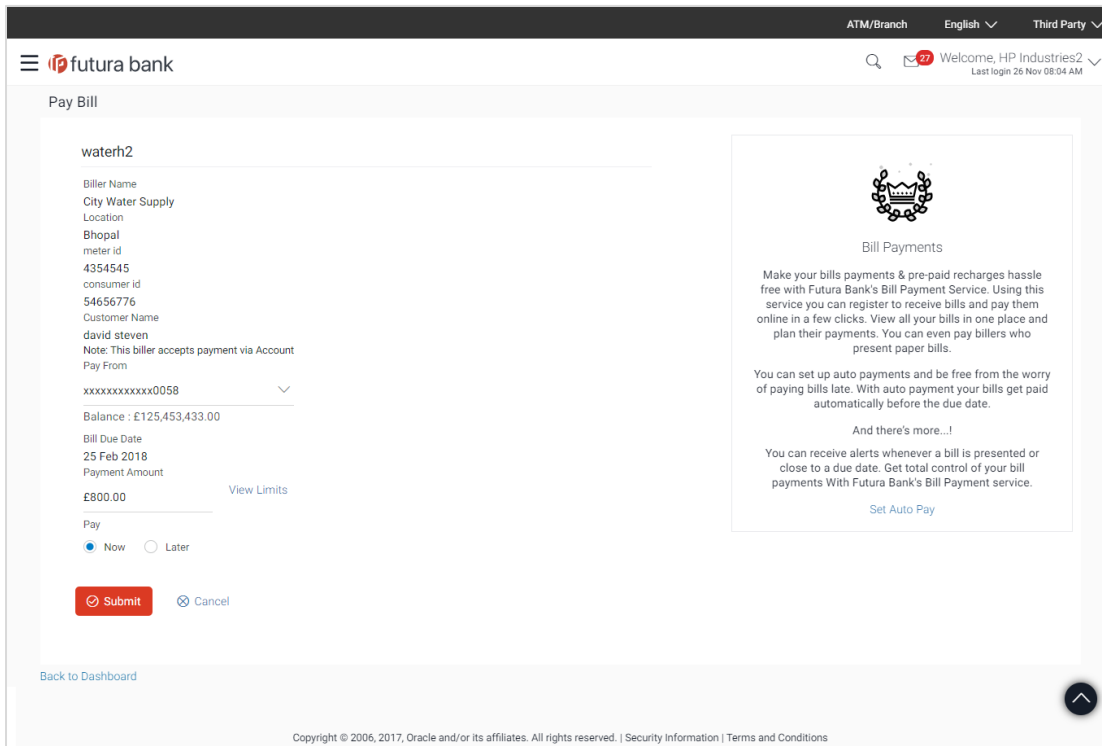 ATM/Branch English Third Party
futura bank 27 Welcome, HP Industries2
Last login 26 Nov 08:04 AM
Pay Bill
waterh2
Biller Name
City Water Supply
Location
Bhopal
meter id
4354545
consumer id
54656776
Customer Name
david steven
Note: This biller accepts payment via Account
Pay From
xxxxxxxxxxxx0058
Balance : £125,453,433.00
Bill Due Date
25 Feb 2018
Payment Amount
£800.00 View Limits
Pay
Now Later
Submit Cancel
Bill Payments
Make your bills payments & pre-paid recharges hassle
free with Futura Bank's Bill Payment Service. Using this
service you can register to receive bills and pay them
online in a few clicks. View all your bills in one place and
plan their payments. You can even pay billers who
present paper bills.
You can set up auto payments and be free from the worry
of paying bills late. With auto payment your bills get paid
automatically before the due date.
And there's more...!
You can receive alerts whenever a bill is presented or
close to a due date. Get total control of your bill
payments With Futura Bank's Bill Payment service.
Set Auto Pay
Back to Dashboard
Copyright © 2006, 2017, Oracle and/or its affiliates. All rights reserved. | Security Information | Terms and Conditions